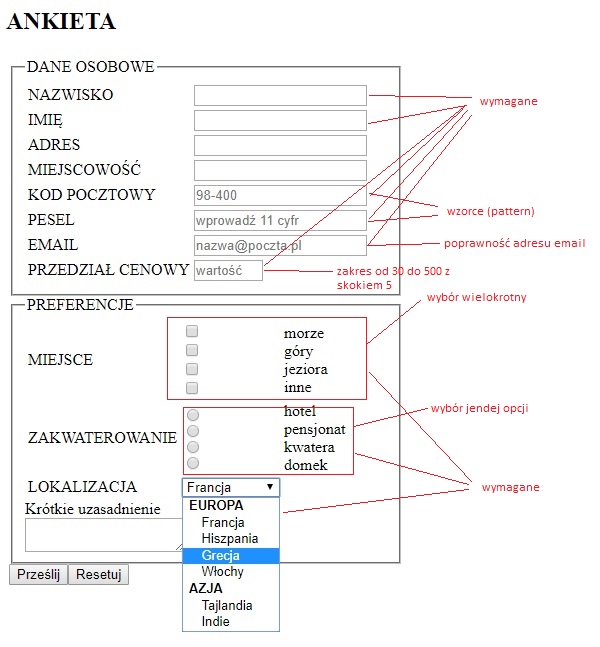 ANKIETA
DANE OSOBOWE
NAZWISKO
wymagane
IMIĘ
ADRES
MIEJSCOWOŚĆ
KOD POCZTOWY 98-400
wzorce (pattern)
PESEL wprowadź 11 cyfr
EMAIL nazwa@poczta.pl
poprawność adresu email
PRZEDZIAŁ CENOWY wartość
zakres od 30 do 500 z
skokiem 5
wybór wielokrotny
PREFERENCJE
MIEJSCE
morze
góry
jeziora
inne
wybór jendej opcji
ZAKWATEROWANIE
hotel
pensjonat
kwatera
domek
wymagane
LOKALIZACJA Francja
EUROPA
Francja
Hiszpania
Grecja
Włochy
AZJA
Tajlandia
Indie
Krótkie uzasadnienie
Prześlij Resetuj